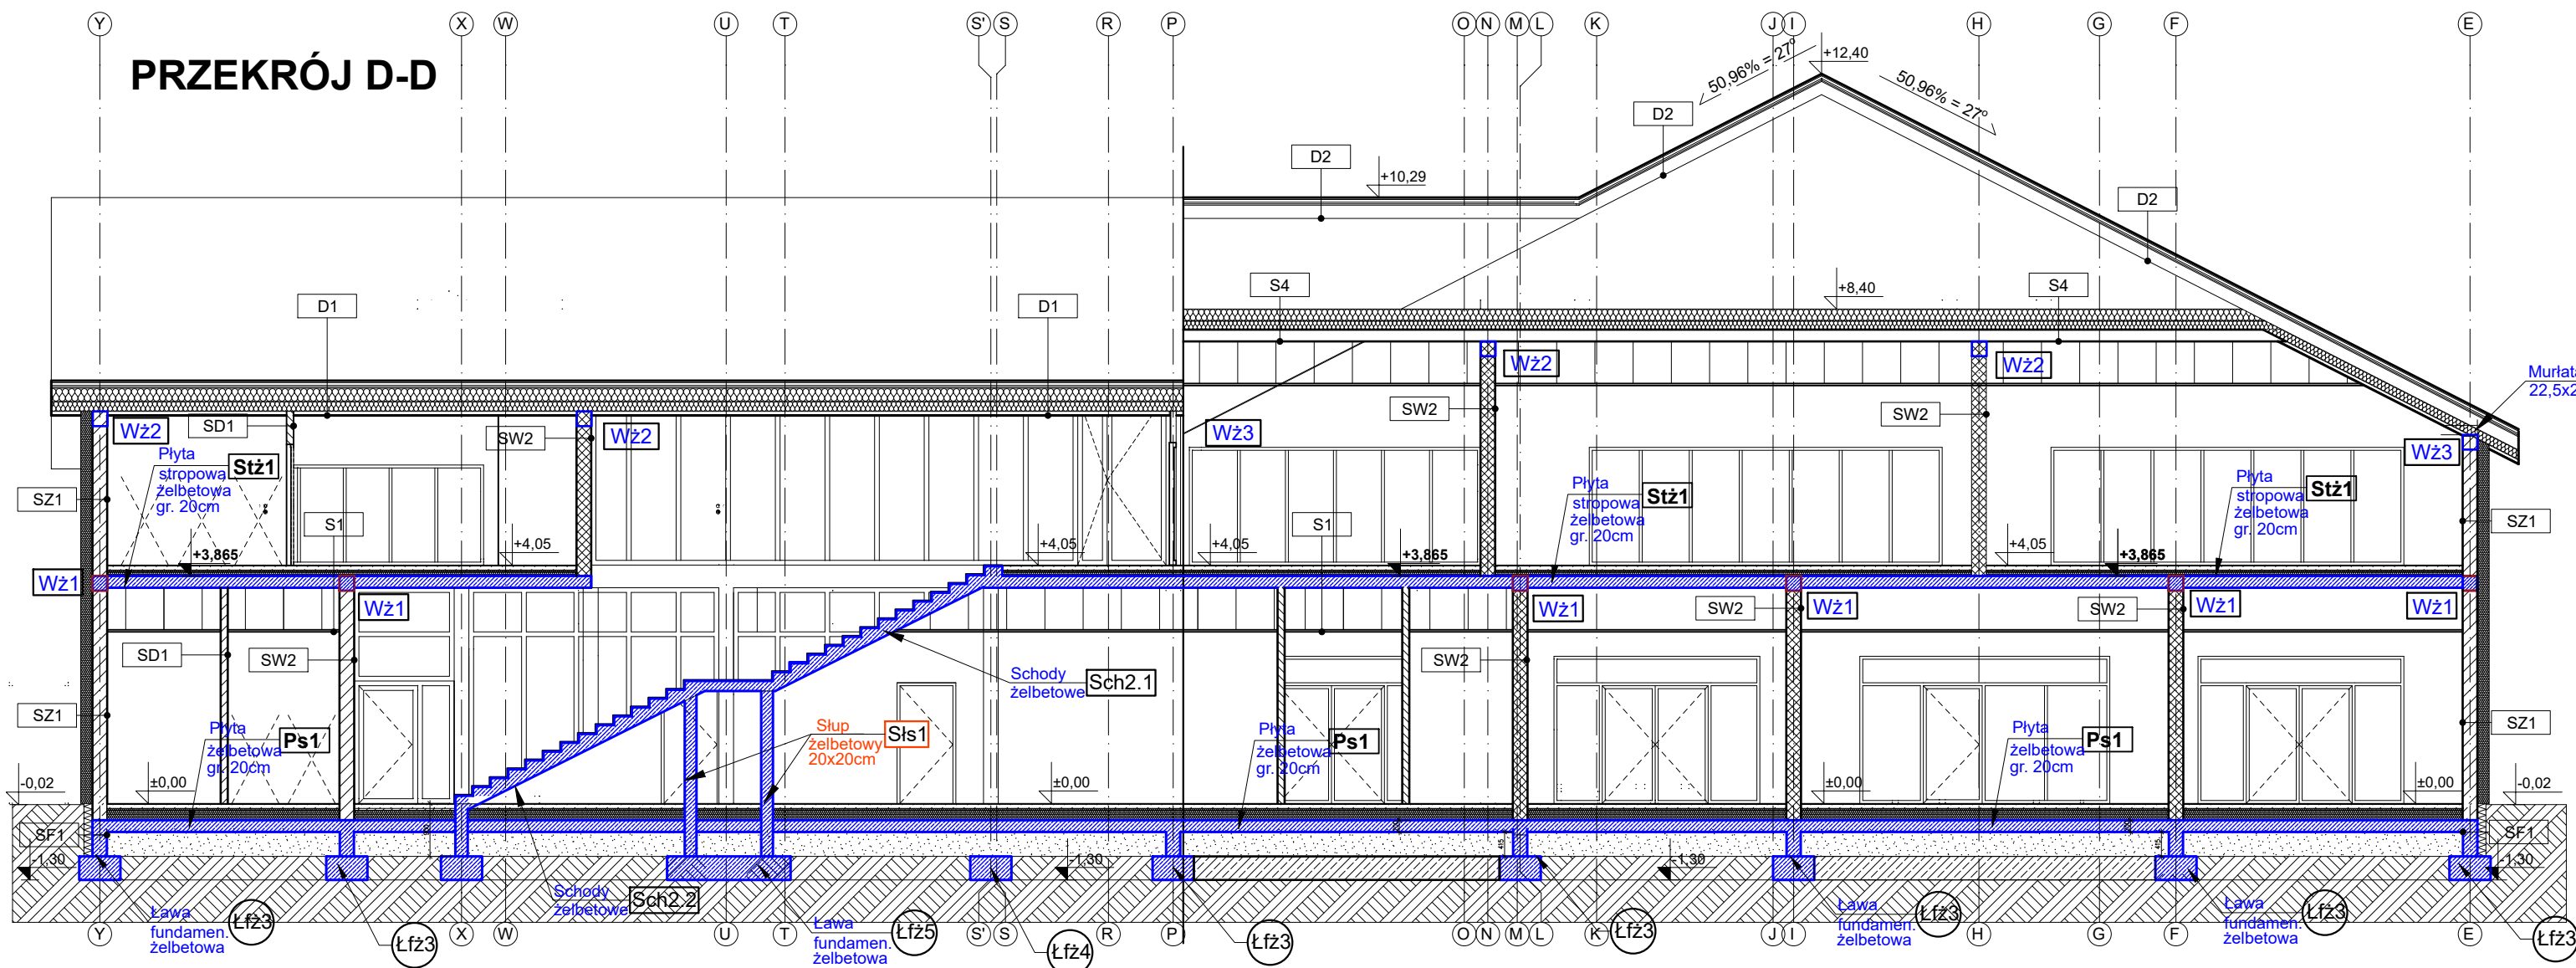 Y X W U T S' S R P O N M L K J I H G F E
PRZEKRÓJ D-D
50,96% = 27°
+12,40
50,96% = 27°
D2
D2
+10,29
D2
S4
+8,40
S4
D1
D1
Wż2
Wż2
Murłat
22,5x2
SW2
SW2
Wż2
SD1
SW2
Wż2
Wż3
Wż3
Płyta
stropowa
żelbetowa
gr. 20cm
Stż1
SZ1
S1
+4,05
+3,865
+4,05
+4,05
S1
+3,865
Płyta
stropowa
żelbetowa
gr. 20cm
Stż1
+4,05
+3,865
Płyta
stropowa
żelbetowa
gr. 20cm
Stż1
SZ1
Wż1
Wż1
Wż1
SW2
Wż1
SW2
Wż1
Wż1
SD1
SW2
SW2
Schody
żelbetowe
Sch2.1
SZ1
Płyta
żelbetowa
gr. 20cm
Ps1
Słup
żelbetowy
20x20cm
Słs1
Płyta
żelbetowa
gr. 20cm
Ps1
Płyta
żelbetowa
gr. 20cm
Ps1
SZ1
-0,02
±0,00
±0,00
±0,00
±0,00
-0,02
SF1
SF1
-1,30
-1,30
-1,30
-1,30
Schody
żelbetowe
Sch2.2
Ława
fundamen.
żelbetowa
Łfż3
Łfż3
Ława
fundamen.
żelbetowa
Łfż5
Łfż4
Łfż3
Łfż3
Ława
fundamen.
żelbetowa
Łfż3
Ława
fundamen.
żelbetowa
Łfż3
Łfż3
Y X W U T S' S R P O N M L K J I H G F E